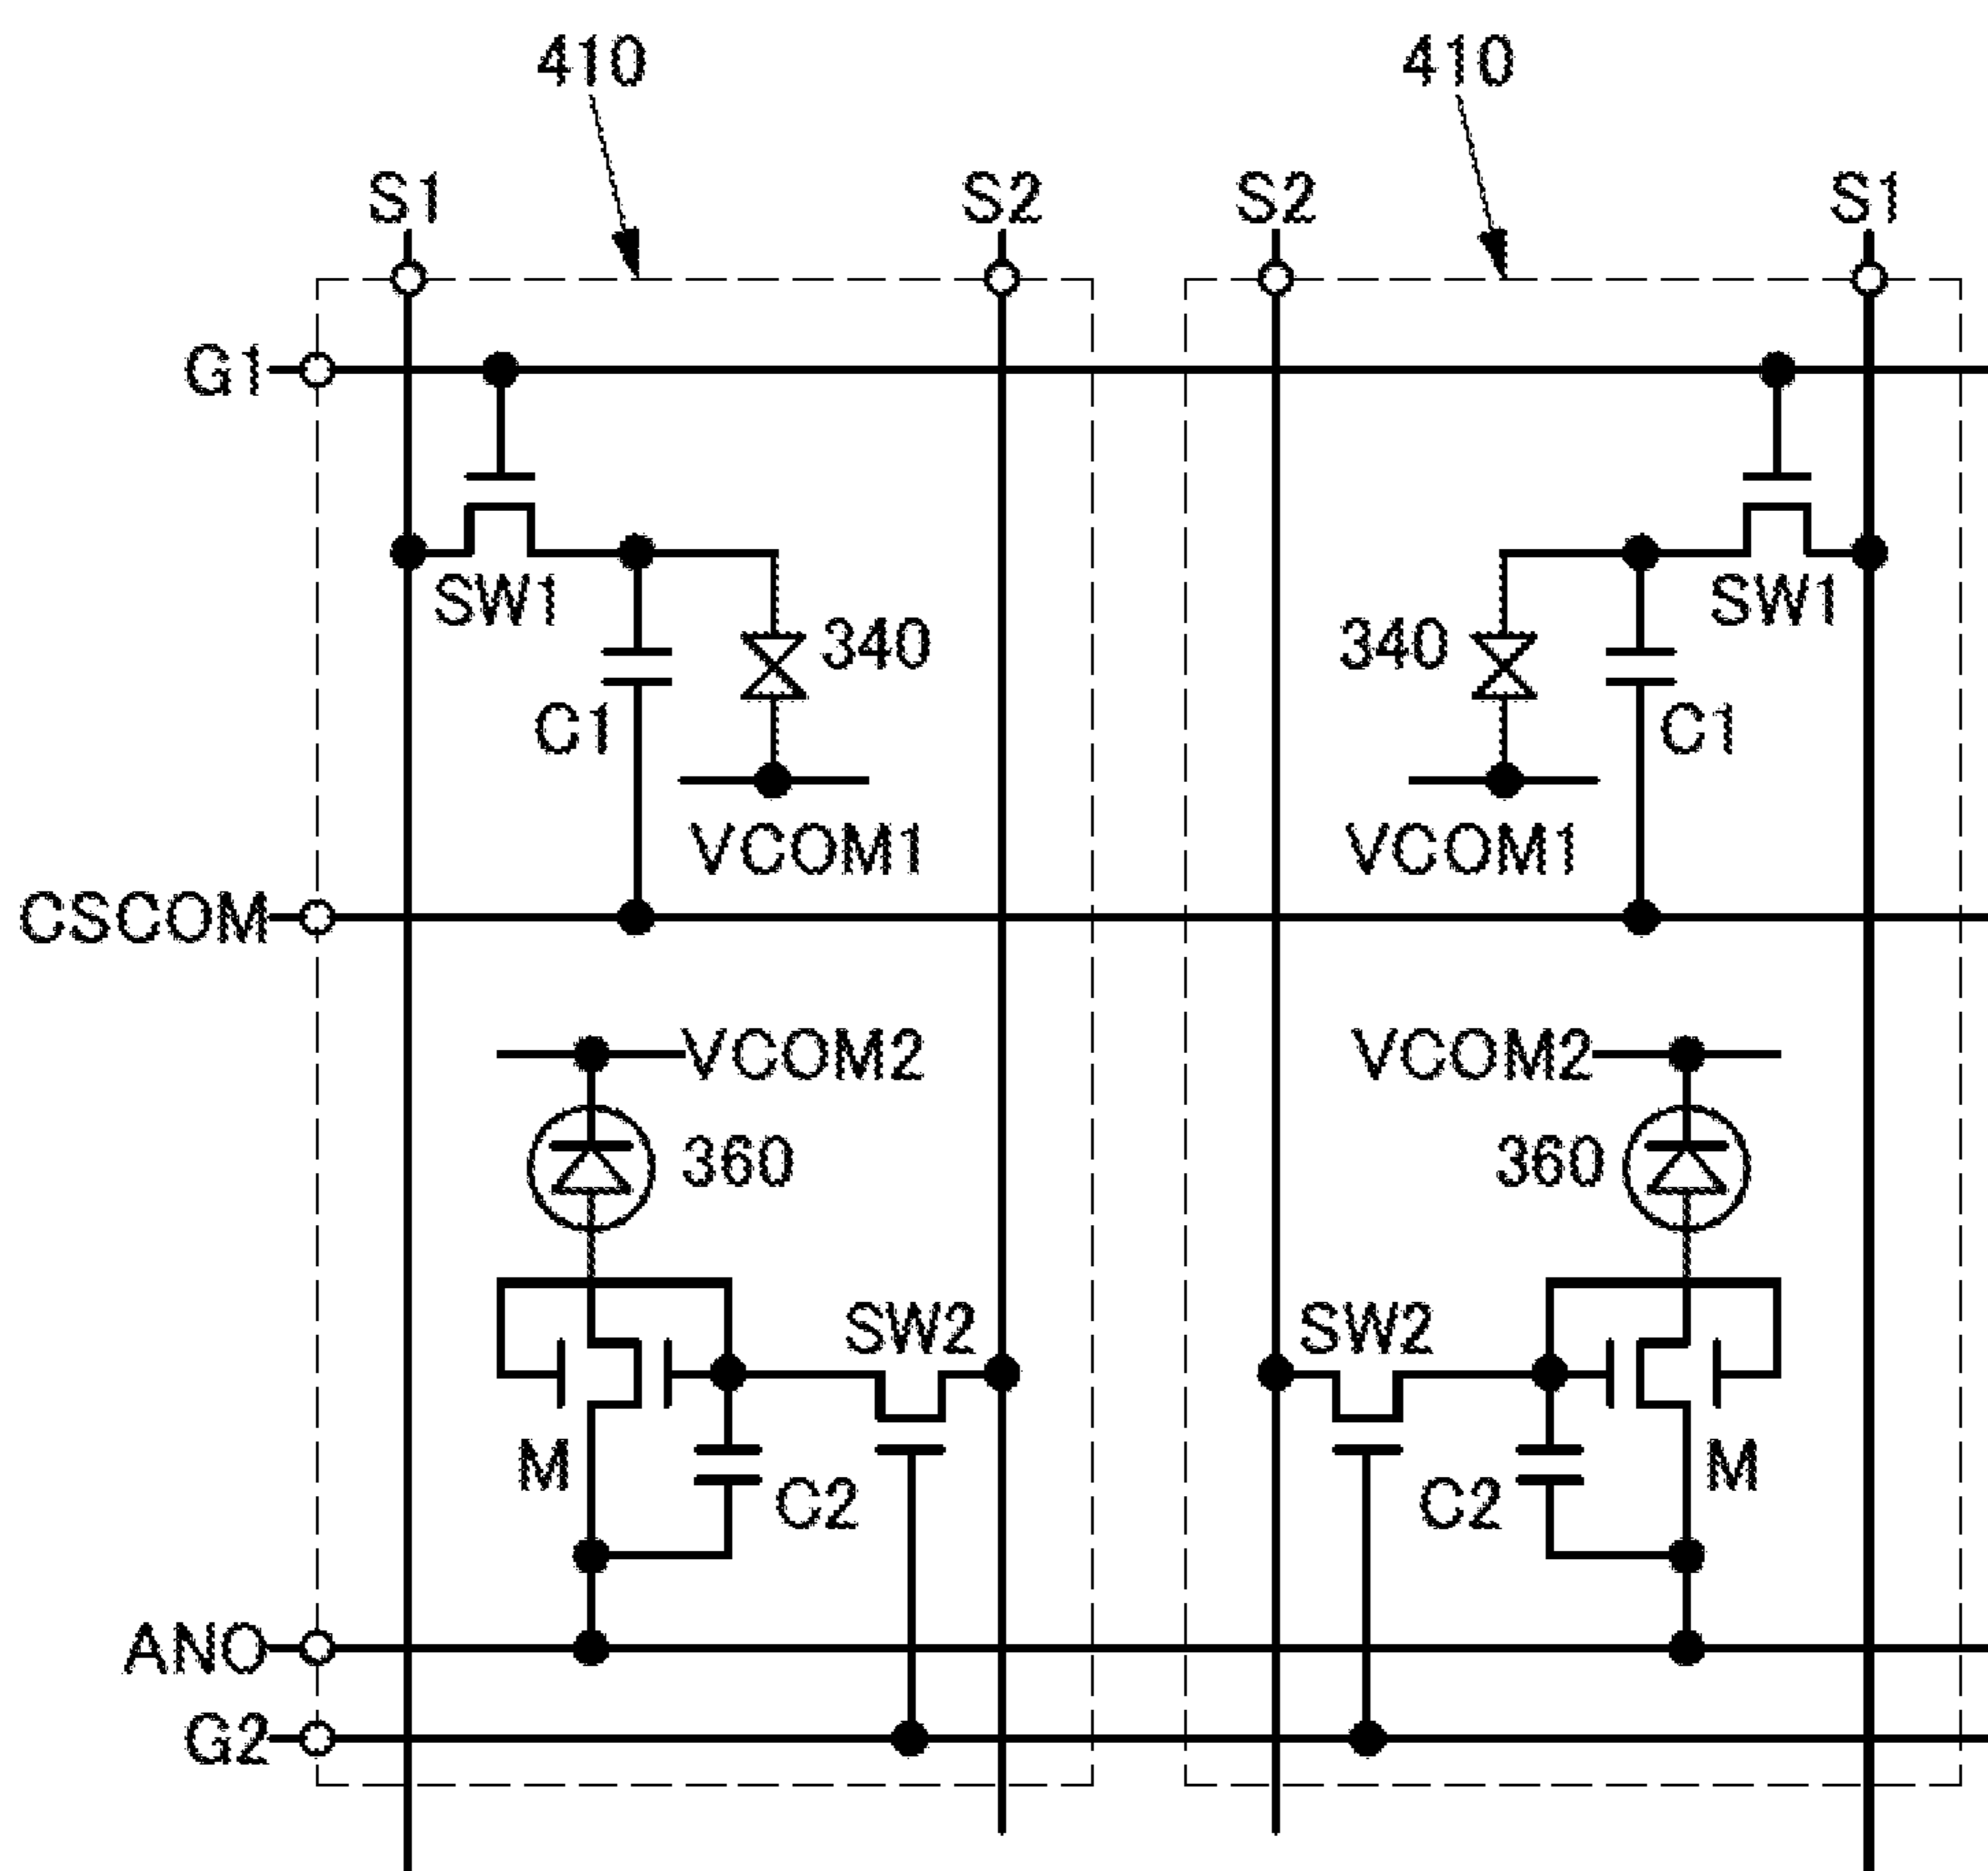 410 410
S1 S2 S2 S1
G1
SW1 SW1
340 340
C1 C1
VCOM1 VCOM1
CSCOM
VCOM2 VCOM2
360 360
SW2 SW2
M M
C2 C2
ANO
G2